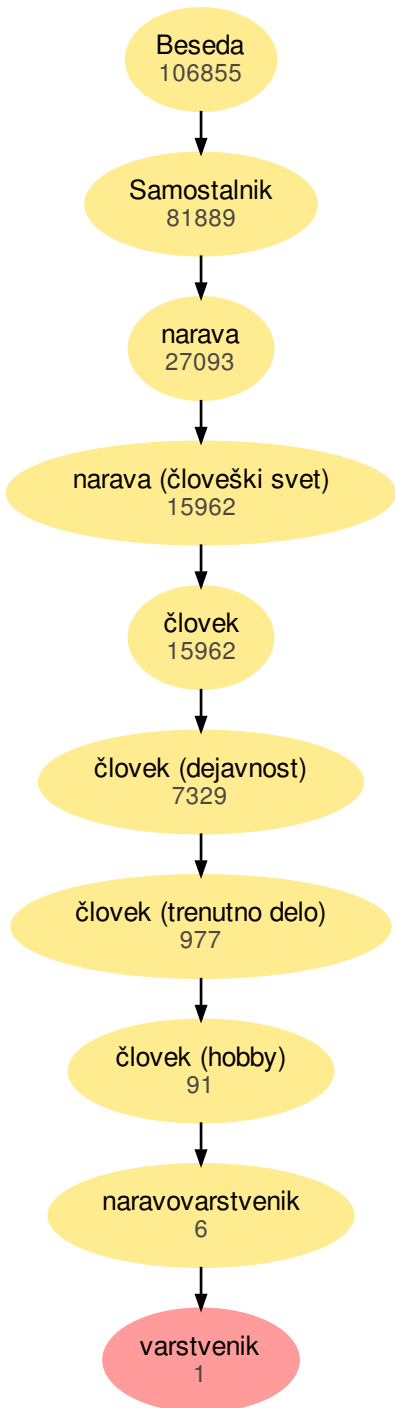 Beseda
106855
Samostalnik
81889
narava
27093
narava (človeški svet)
15962
človek
15962
človek (dejavnost)
7329
človek (trenutno delo)
977
človek (hobby)
91
naravovarstvenik
6
varstvenik
1